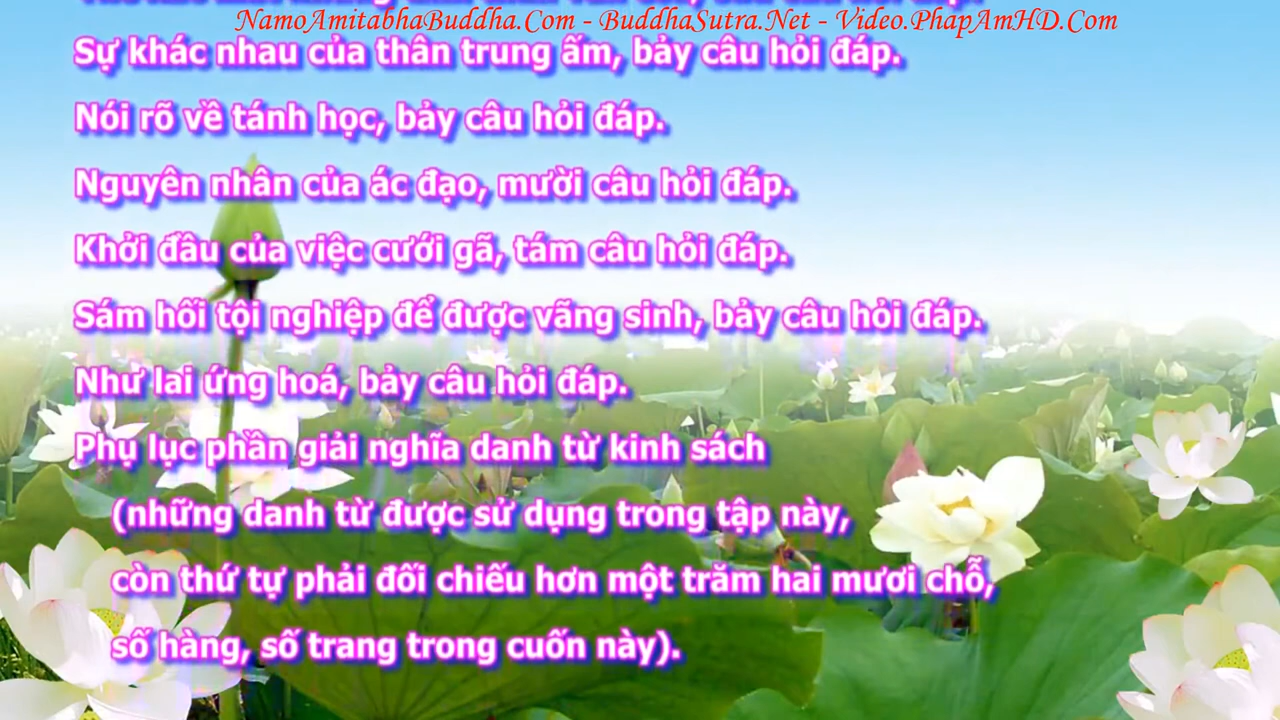 NamoAmitabhaBuddha.Com - BuddhaSutra.Net - Video.PhapAmHD.Com
Sự khác nhau của thân trung ấm, bảy câu hỏi đáp.
Nói rõ về tánh học, bảy câu hỏi đáp.
Nguyên nhân của ác đạo, mười câu hỏi đáp.
Khởi đầu của việc cưới gã, tám câu hỏi đáp.
Sám hối tội nghiệp để được vãng sinh, bảy câu hỏi đáp.
Như lai ứng hoá, bảy câu hỏi đáp.
Phụ lục phần giải nghĩa danh từ kinh sách
(những danh từ được sử dụng trong tập này,
còn thứ tự phải đối chiếu hơn một trăm hai mươi chỗ,
số hàng, số trang trong cuốn này).